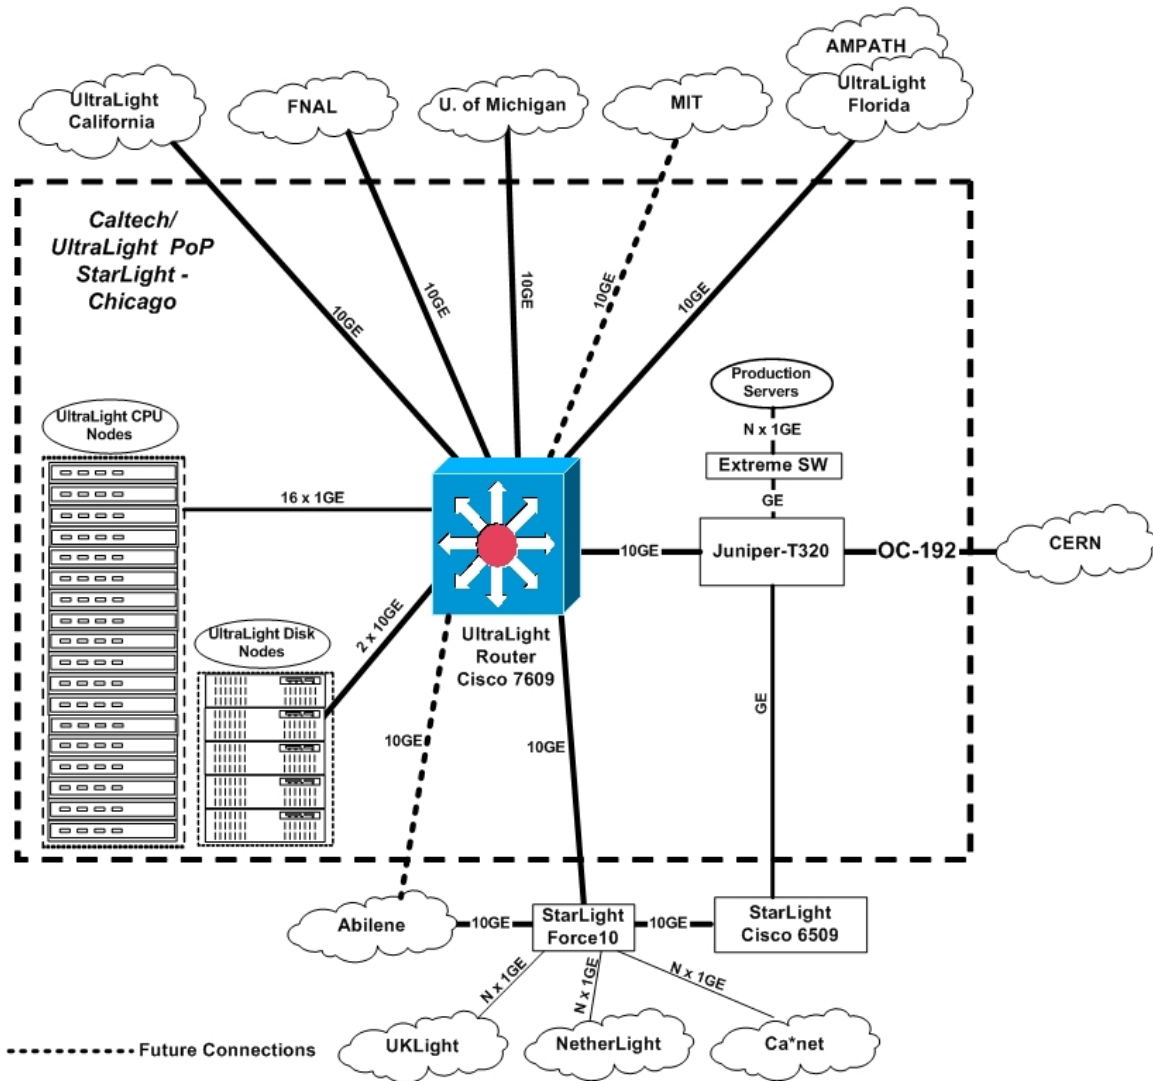 AMPATH
UltraLight
California
FNAL
U. of Michigan
MIT
UltraLight
Florida
Caltech/
UltraLight PoP
StarLight -
Chicago
10GE
10GE
10GE
10GE
10GE
Production
Servers
N x 1GE
Extreme SW
GE
UltraLight CPU
Nodes
16 x 1GE
10GE
Juniper-T320
OC-192
CERN
UltraLight Disk
Nodes
2 x 10GE
UltraLight
Router
Cisco 7609
10GE
10GE
GE
Abilene
10GE
StarLight
Force10
10GE
StarLight
Cisco 6509
N x 1GE
N x 1GE
N x 1GE
UKLight
NetherLight
Ca*net
Future Connections